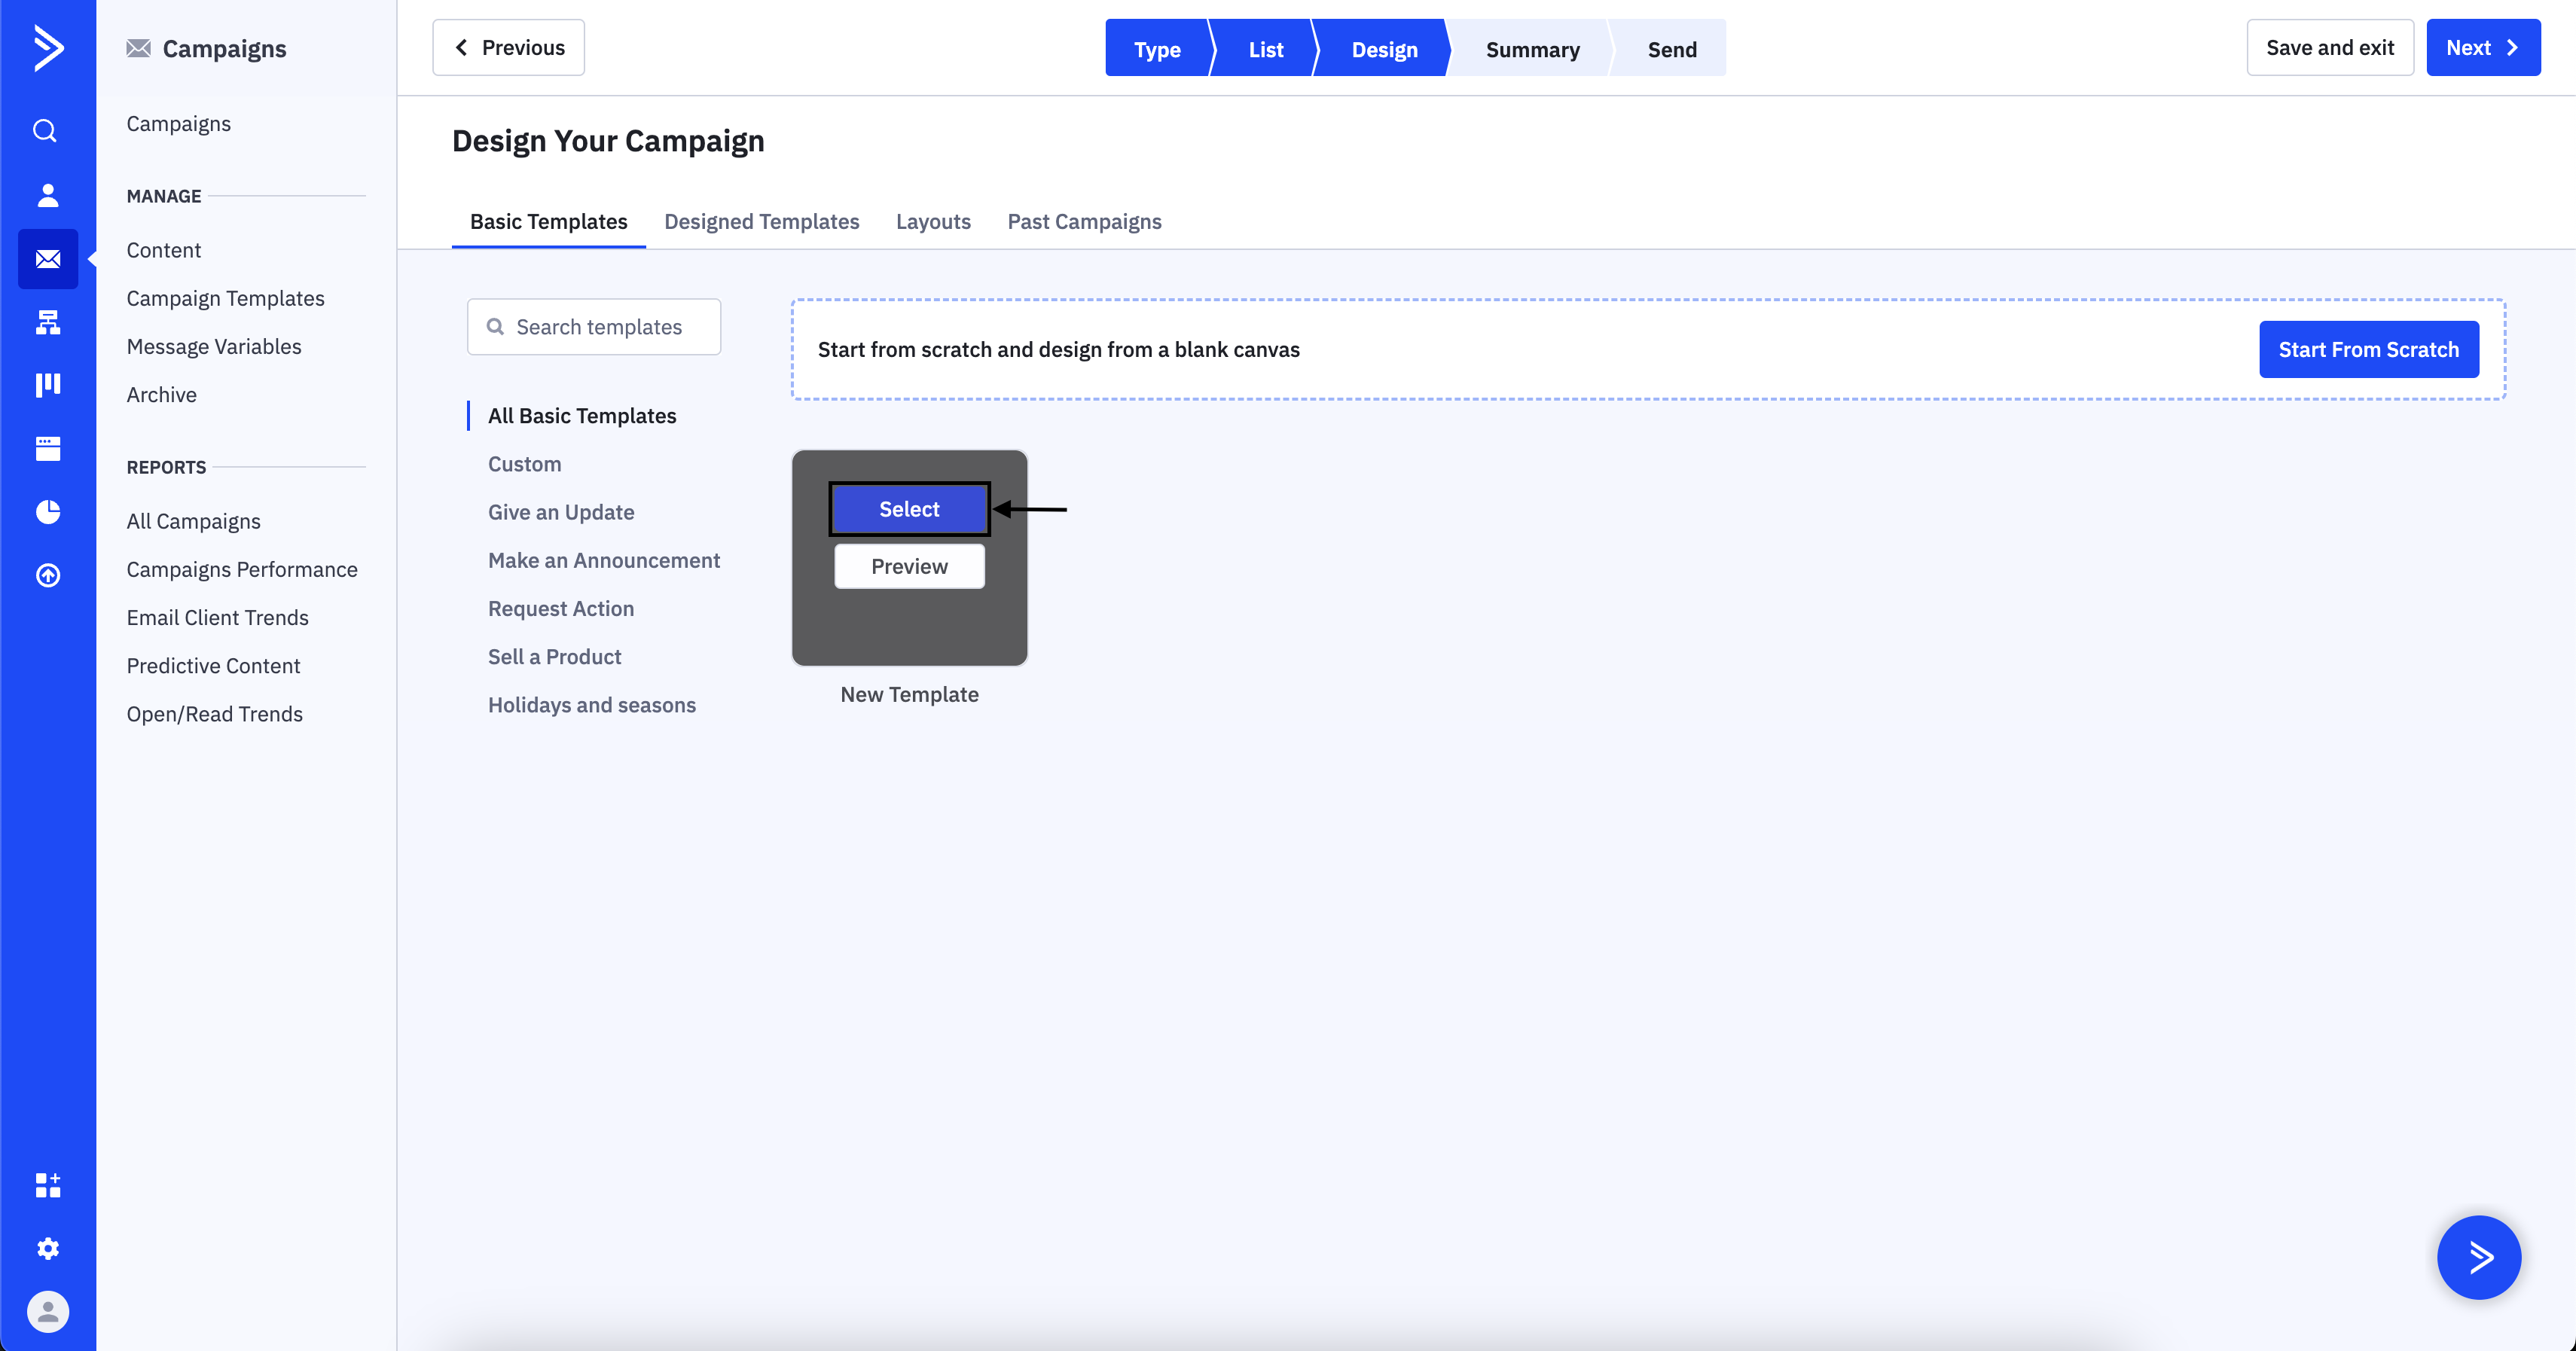 Campaigns
Campaigns
MANAGE
Content
Campaign Templates
Message Variables
Archive
REPORTS
All Campaigns
Campaigns Performance
Email Client Trends
Predictive Content
Open/Read Trends
Previous
Type
List
Design
Summary
Send
Save and exit
Next
Design Your Campaign
Basic Templates
Designed Templates
Layouts
Past Campaigns
Search templates
All Basic Templates
Custom
Give an Update
Make an Announcement
Request Action
Sell a Product
Holidays and seasons
Start from scratch and design from a blank canvas
Start From Scratch
Select
Preview
New Template